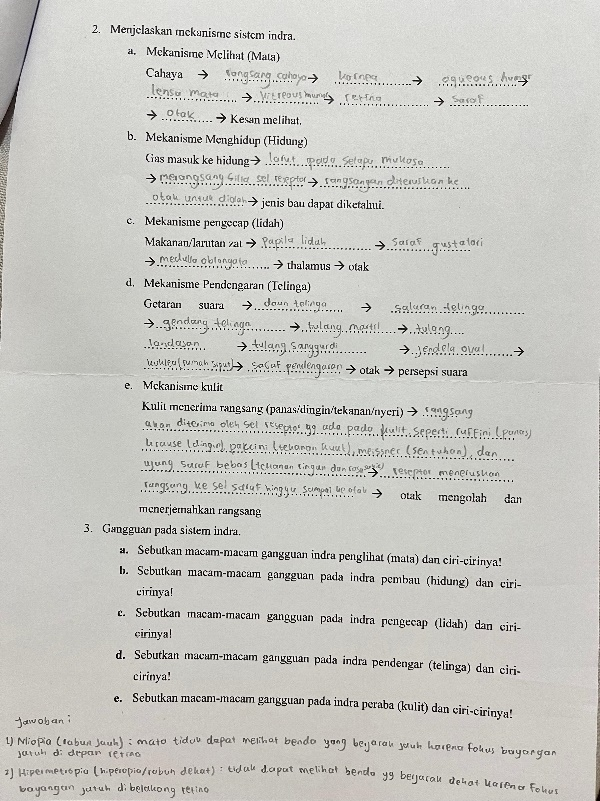 2. Menjelaskan mekanisme sistem indra.
a. Mekanisme Melihat (Mata)
Cahaya → rangsang cahaya → kornea → aqueous humor
lensa mata → vitreous humor → retina → saraf
→ otak → Kesan melihat.
b. Mekanisme Menghidup (Hidung)
Gas masuk ke hidung → larut pada selapu mukosa
→ merangsang silia sel reseptor → rangsangan diteruskan ke
otak untuk diolah → jenis bau dapat diketahui.
c. Mekanisme pengecap (lidah)
Makanan/larutan zat → papila lidah → saraf gustatori
→ medulla oblongata → thalamus → otak
d. Mekanisme Pendengaran (Telinga)
Getaran suara → daun telinga → saluran telinga
→ gendang telinga → tulang martil → tulang
landasan → tulang sanggurdi → jendela oval →
koklea (rumah siput) → saraf pendengaran → otak → persepsi suara
e. Mekanisme kulit
Kulit menerima rangsang (panas/dingin/tekanan/nyeri) → rangsang
akan diterima oleh sel reseptor yg ada pada kulit seperti ruffini (panas)
krause (dingin), paccini (tekanan kuat), meissner (sentuhan), dan
ujung saraf bebas (tekanan ringan dan rasa → reseptor meneruskan
rangsang ke sel saraf hingga sampai ke otak → otak mengolah dan
menerjemahkan rangsang
3. Gangguan pada sistem indra.
a. Sebutkan macam-macam gangguan indra penglihat (mata) dan ciri-cirinya!
b. Sebutkan macam-macam gangguan pada indra pembau (hidung) dan ciri-
cirinya!
c. Sebutkan macam-macam gangguan pada indra pengecap (lidah) dan ciri-
cirinya!
d. Sebutkan macam-macam gangguan pada indra pendengar (telinga) dan ciri-
cirinya!
e. Sebutkan macam-macam gangguan pada indra peraba (kulit) dan ciri-cirinya!
Jawaban :
1) Miopia (rabun jauh) : mata tidak dapat melihat benda yang berjarak jauh karena fokus bayangan
jatuh di depan retina
2) Hipermetropia (hiperopia/rabun dekat) : tidak dapat melihat benda yg berjarak dekat karena fokus
bayangan jatuh di belakang retina